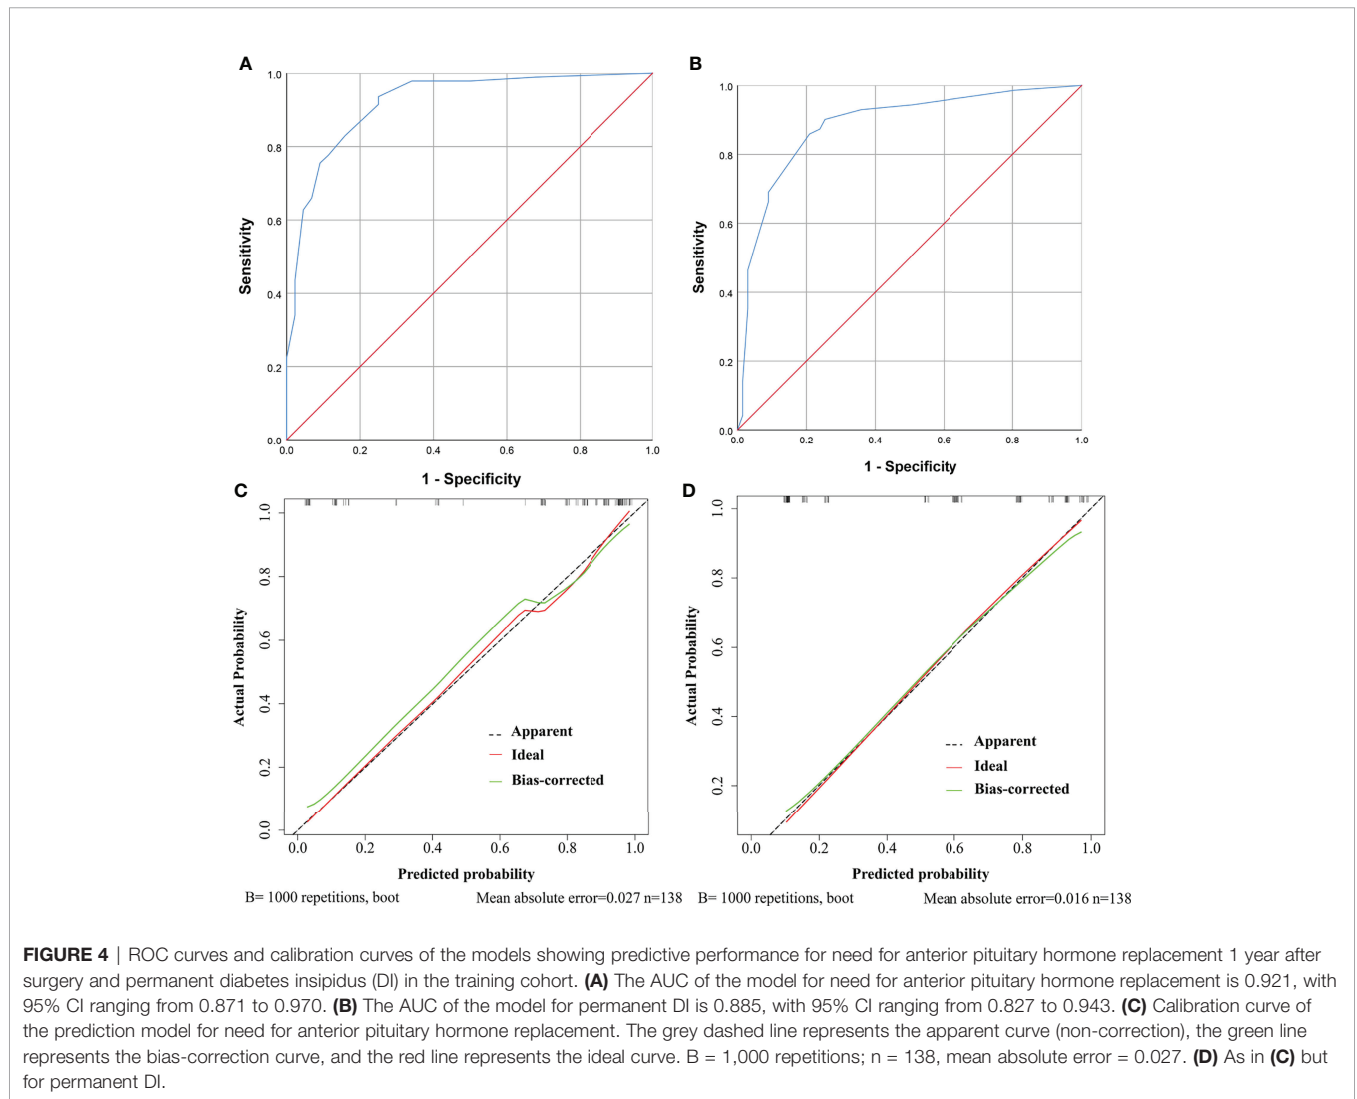 A
B
1.0
0.8
0.6
0.4
0.2
0.0
Sensitivity
0.0 0.2 0.4 0.6 0.8 1.0
1 - Specificity
1.0
0.8
0.6
0.4
0.2
0.0
Sensitivity
0.0 0.2 0.4 0.6 0.8 1.0
1 - Specificity
C
1.0
0.8
0.6
0.4
0.2
0.0
Actual Probability
Apparent
Ideal
Bias-corrected
0.0 0.2 0.4 0.6 0.8 1.0
Predicted probability
B= 1000 repetitions, boot Mean absolute error=0.027 n=138
D
1.0
0.8
0.6
0.4
0.2
Actual Probability
Apparent
Ideal
Bias-corrected
0.0 0.2 0.4 0.6 0.8 1.0
Predicted probability
B= 1000 repetitions, boot Mean absolute error=0.016 n=138
FIGURE 4 | ROC curves and calibration curves of the models showing predictive performance for need for anterior pituitary hormone replacement 1 year after
surgery and permanent diabetes insipidus (DI) in the training cohort. (A) The AUC of the model for need for anterior pituitary hormone replacement is 0.921, with
95% CI ranging from 0.871 to 0.970. (B) The AUC of the model for permanent DI is 0.885, with 95% CI ranging from 0.827 to 0.943. (C) Calibration curve of
the prediction model for need for anterior pituitary hormone replacement. The grey dashed line represents the apparent curve (non-correction), the green line
represents the bias-correction curve, and the red line represents the ideal curve. B = 1,000 repetitions; n = 138, mean absolute error = 0.027. (D) As in (C) but
for permanent DI.